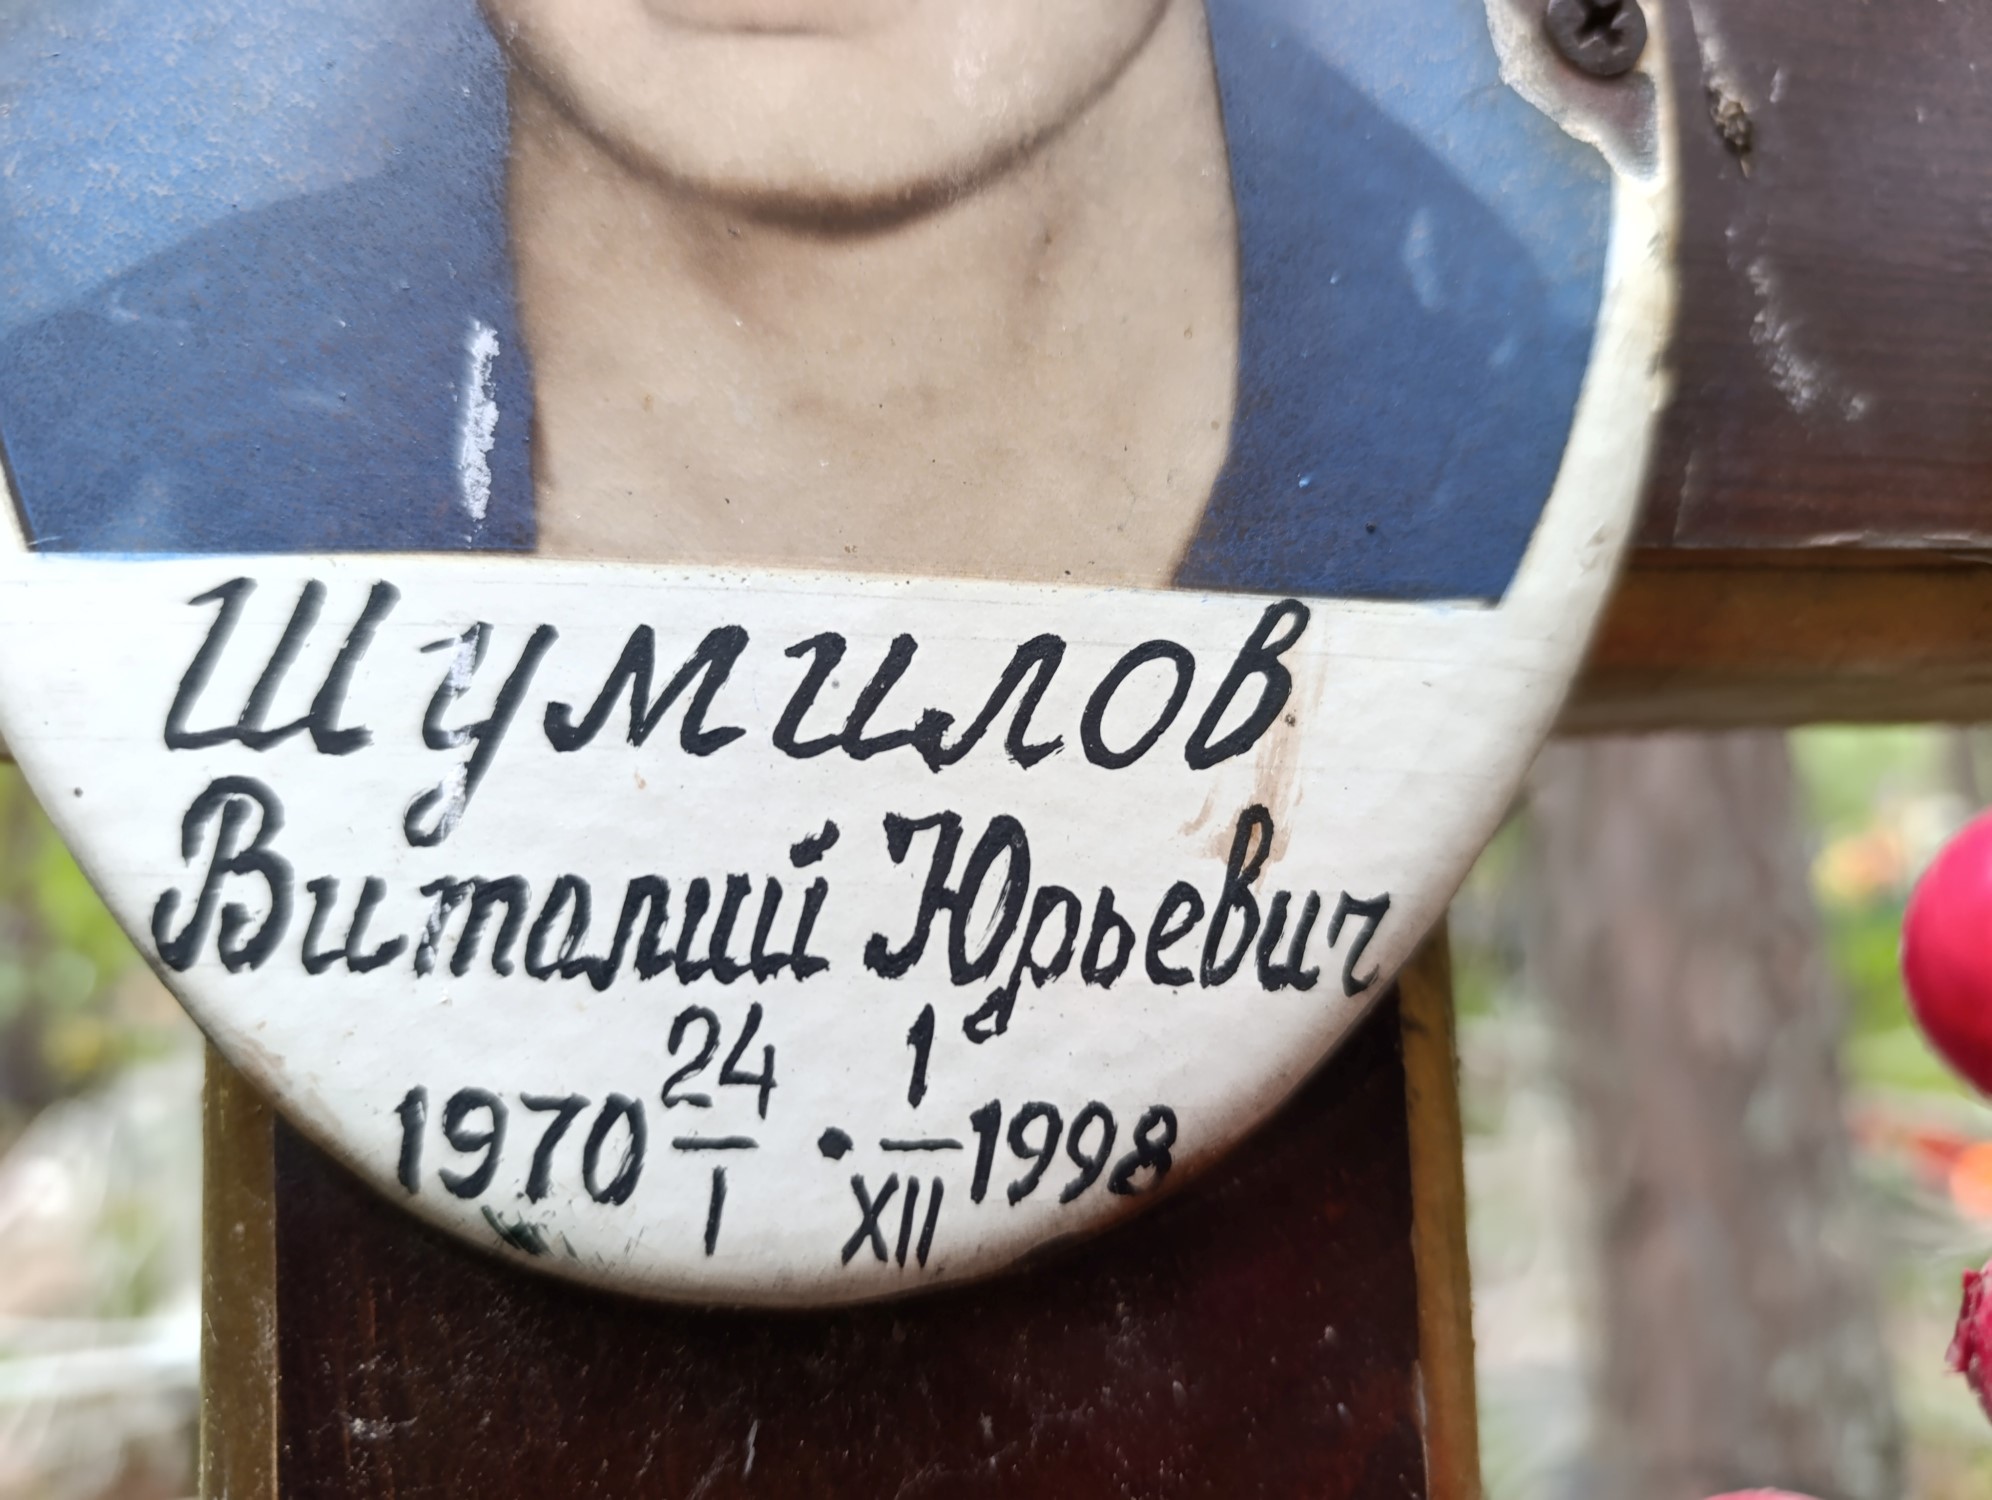 Шумилов
Виталий Юрьевич
1970 24/I · 1/XII 1998